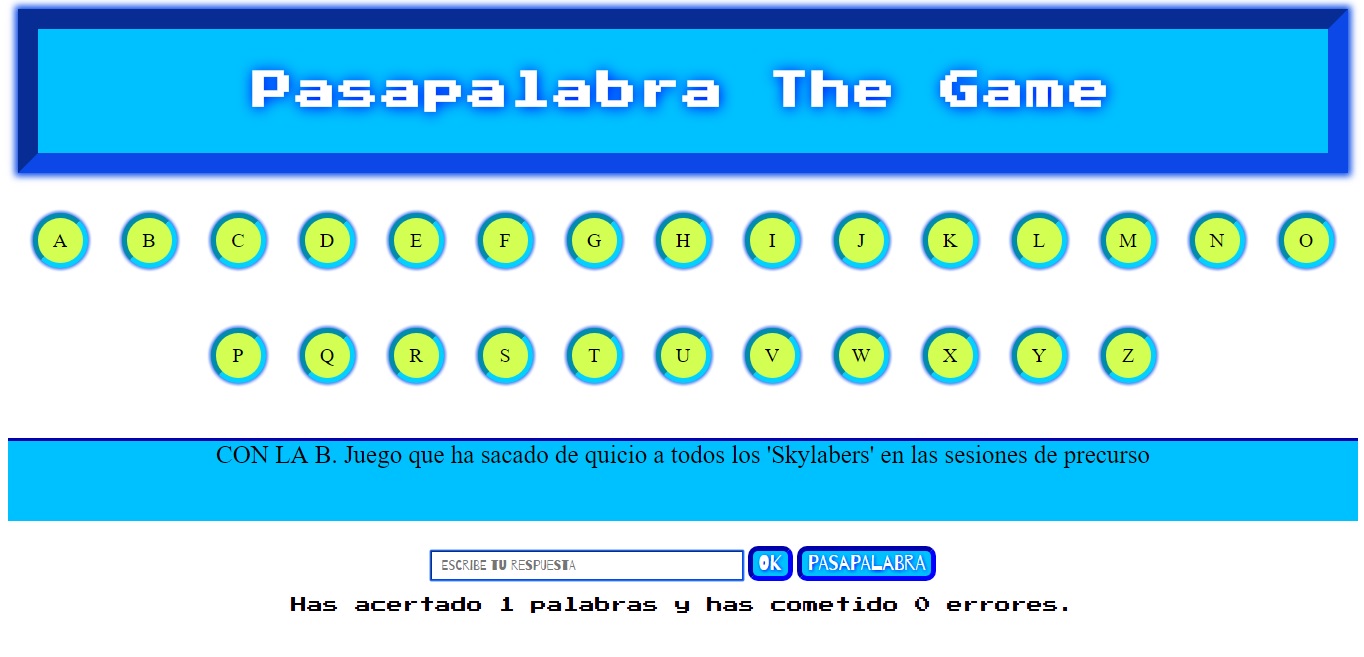 Pasapalabra The Game
A B C D E F G H I J K L M N O
P Q R S T U V W X Y Z
CON LA B. Juego que ha sacado de quicio a todos los 'Skylabers' en las sesiones de precurso
ESCRIBE TU RESPUESTA OK PASAPALABRA
Has acertado 1 palabras y has cometido 0 errores.